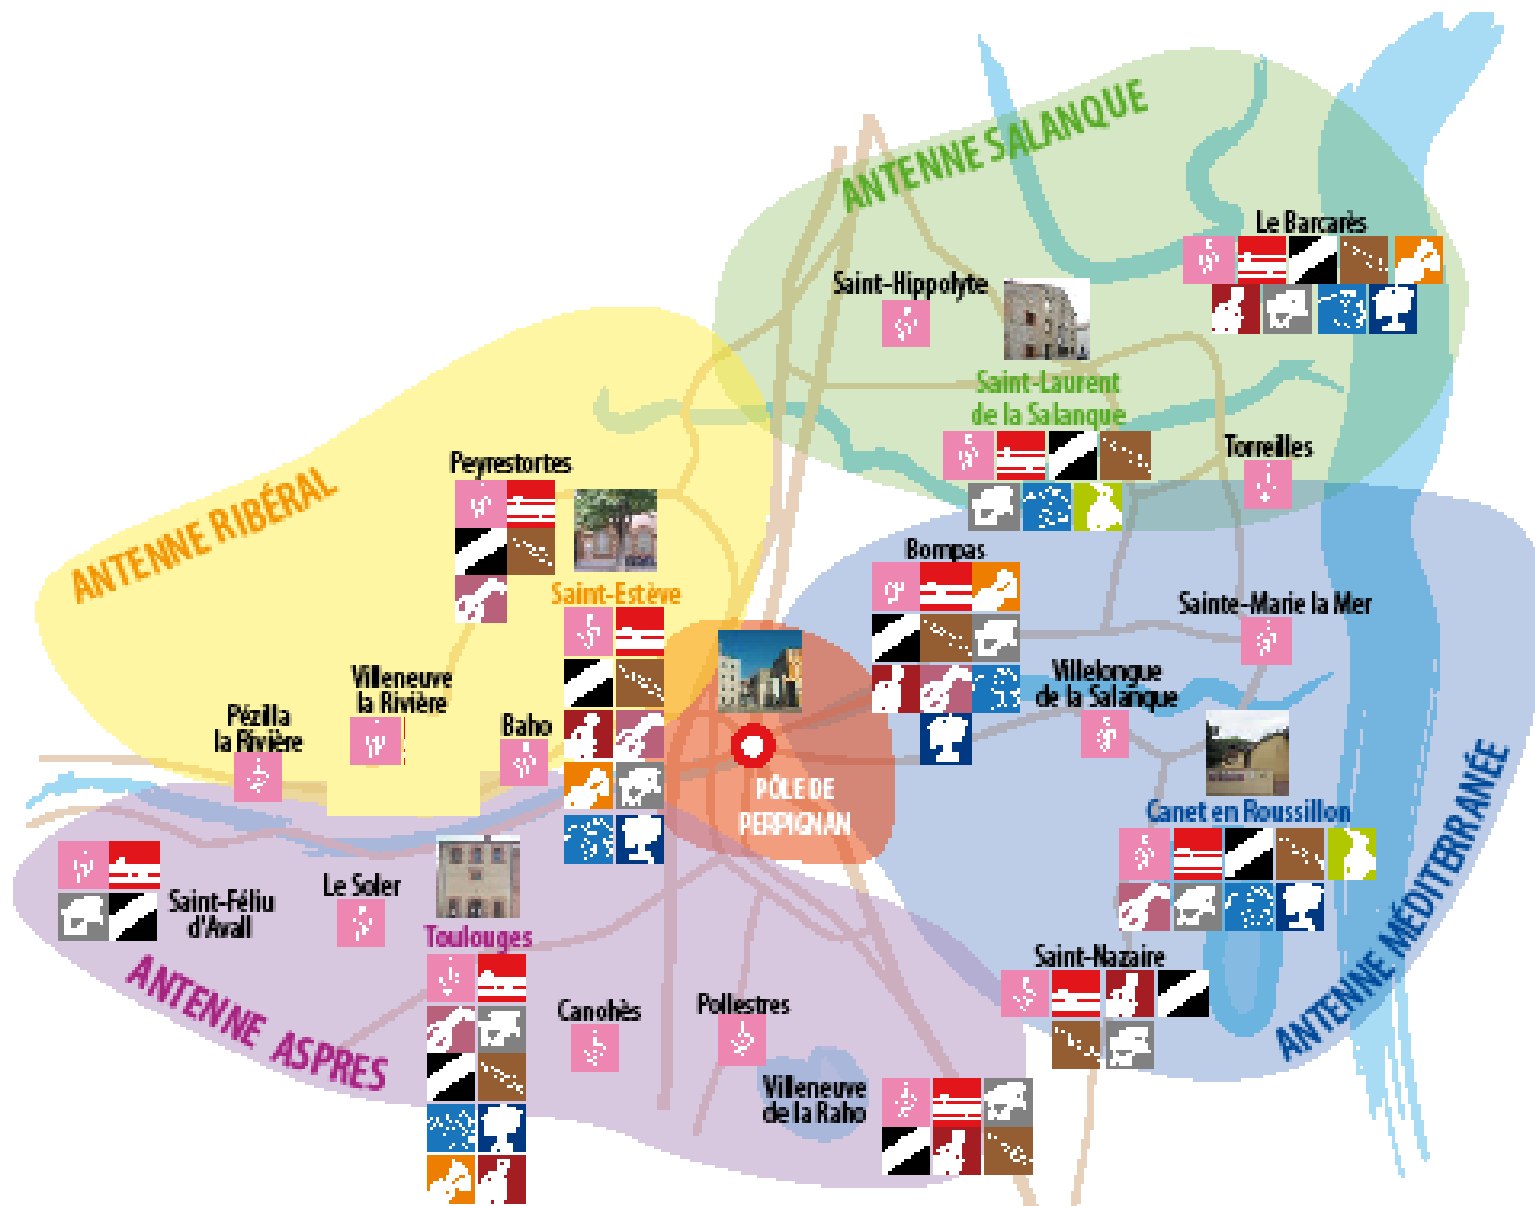 ANTENNE SALANQUE
Le Barcarès
Saint-Hippolyte
Saint-Laurent
de la Salanque
Torreilles
Peyrestortes
ANTENNE RIBÉRAL
Bompas
Saint-Estève
Sainte-Marie la Mer
Villelongue
de la Salanque
Villeneuve
la Rivière
Pézilla
la Rivière
Baho
PÔLE DE
PERPIGNAN
Canet en Roussillon
ANTENNE MÉDITERRANÉE
Le Soler
Saint-Féliu
d'Avall
Toulouges
Saint-Nazaire
ANTENNE ASPRES
Canohès
Pollestres
Villeneuve
de la Raho